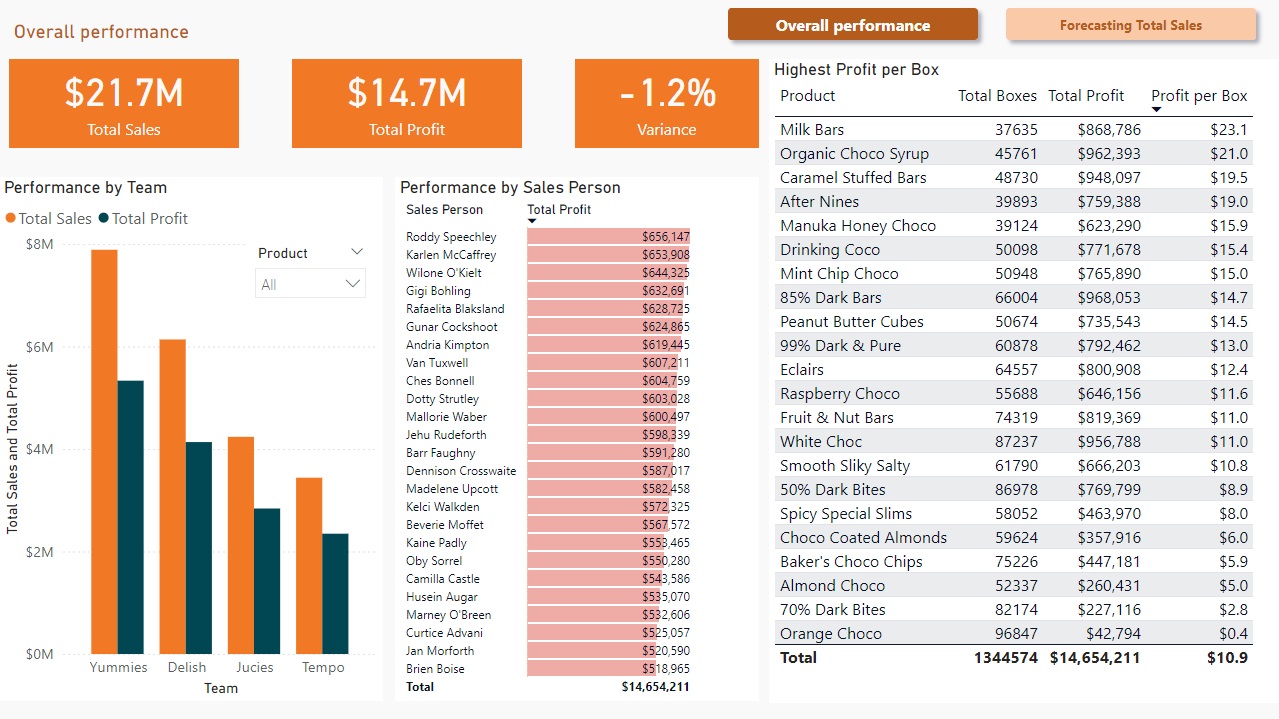 Overall performance
Overall performance
Forecasting Total Sales
$21.7M
Total Sales
$14.7M
Total Profit
-1.2%
Variance
Performance by Team
Total Sales Total Profit
Product
All
Total Sales and Total Profit
$8M
$6M
$4M
$2M
$0M
Yummies Delish Jucies Tempo
Team
Performance by Sales Person
Sales Person Total Profit
Roddy Speechley $656,147
Karlen McCaffrey $653,908
Wilone O'Kielt $644,325
Gigi Bohling $632,691
Rafaelita Blaksland $628,725
Gunar Cockshoot $624,865
Andria Kimpton $619,445
Van Tuxwell $607,211
Ches Bonnell $604,759
Dotty Strutley $603,028
Mallorie Waber $600,497
Jehu Rudeforth $598,339
Barr Faughny $591,280
Dennison Crosswaite $587,017
Madelene Upcott $582,458
Kelci Walkden $572,325
Beverie Moffet $567,572
Kaine Padly $553,465
Oby Sorrel $550,280
Camilla Castle $543,586
Husein Augar $535,070
Marney O'Breen $532,606
Curtice Advani $525,057
Jan Morforth $520,590
Brien Boise $518,965
Total $14,654,211
Highest Profit per Box
Product Total Boxes Total Profit Profit per Box
Milk Bars 37635 $868,786 $23.1
Organic Choco Syrup 45761 $962,393 $21.0
Caramel Stuffed Bars 48730 $948,097 $19.5
After Nines 39893 $759,388 $19.0
Manuka Honey Choco 39124 $623,290 $15.9
Drinking Coco 50098 $771,678 $15.4
Mint Chip Choco 50948 $765,890 $15.0
85% Dark Bars 66004 $968,053 $14.7
Peanut Butter Cubes 50674 $735,543 $14.5
99% Dark & Pure 60878 $792,462 $13.0
Eclairs 64557 $800,908 $12.4
Raspberry Choco 55688 $646,156 $11.6
Fruit & Nut Bars 74319 $819,369 $11.0
White Choc 87237 $956,788 $11.0
Smooth Sliky Salty 61790 $666,203 $10.8
50% Dark Bites 86978 $769,799 $8.9
Spicy Special Slims 58052 $463,970 $8.0
Choco Coated Almonds 59624 $357,916 $6.0
Baker's Choco Chips 75226 $447,181 $5.9
Almond Choco 52337 $260,431 $5.0
70% Dark Bites 82174 $227,116 $2.8
Orange Choco 96847 $42,794 $0.4
Total 1344574 $14,654,211 $10.9